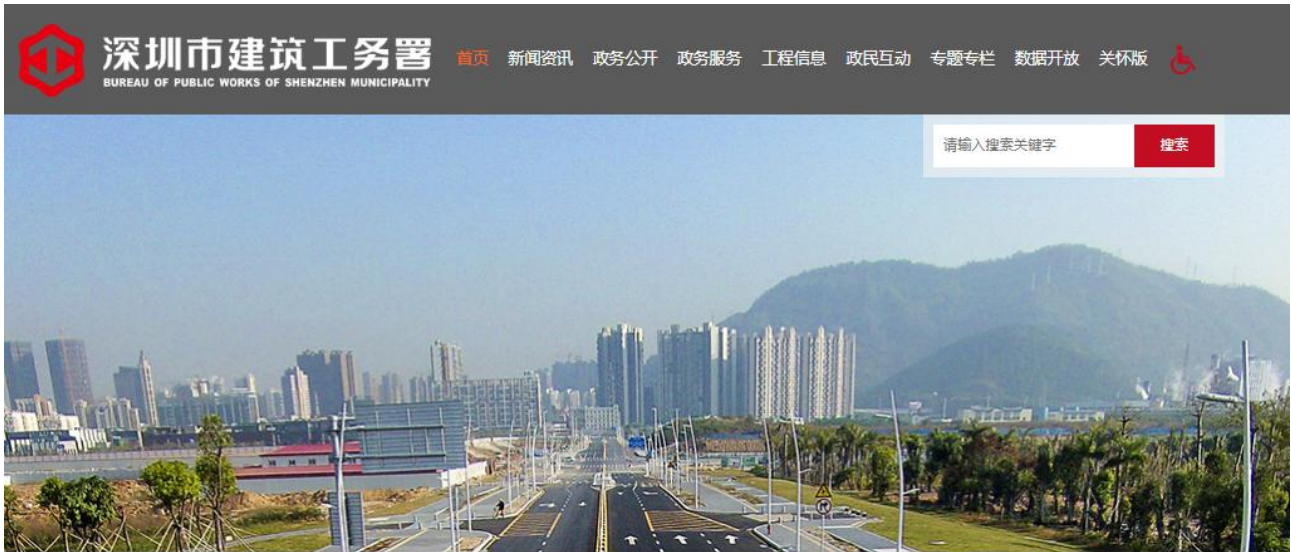 深圳市建筑工务署
BUREAU OF PUBLIC WORKS OF SHENZHEN MUNICIPALITY
首页 新闻资讯 政务公开 政务服务 工程信息 政民互动 专题专栏 数据开放 关怀版
请输入搜索关键字 搜索